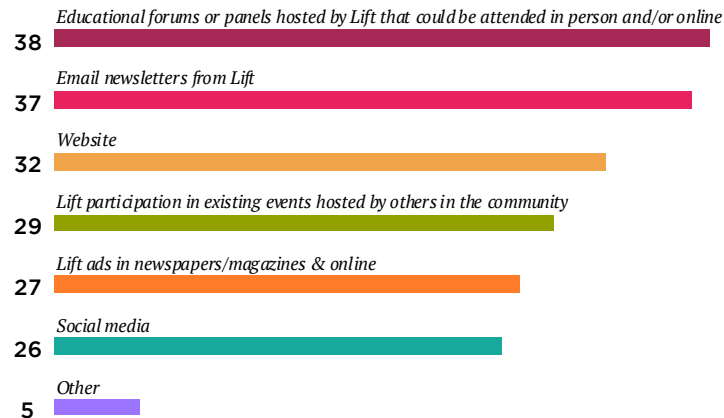 Educational forums or panels hosted by Lift that could be attended in person and/or online
38
Email newsletters from Lift
37
Website
32
Lift participation in existing events hosted by others in the community
29
Lift ads in newspapers/magazines & online
27
Social media
26
Other
5